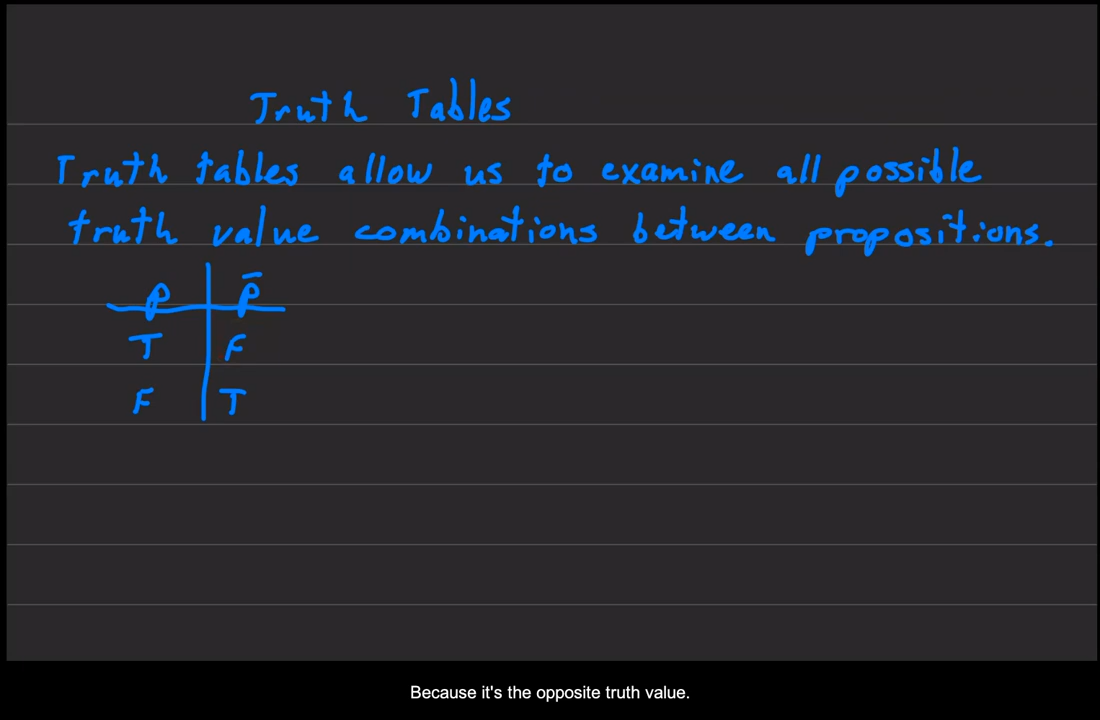 Truth Tables
Truth tables allow us to examine all possible
truth value combinations between propositions.
p p̄
T F
F T
Because it's the opposite truth value.